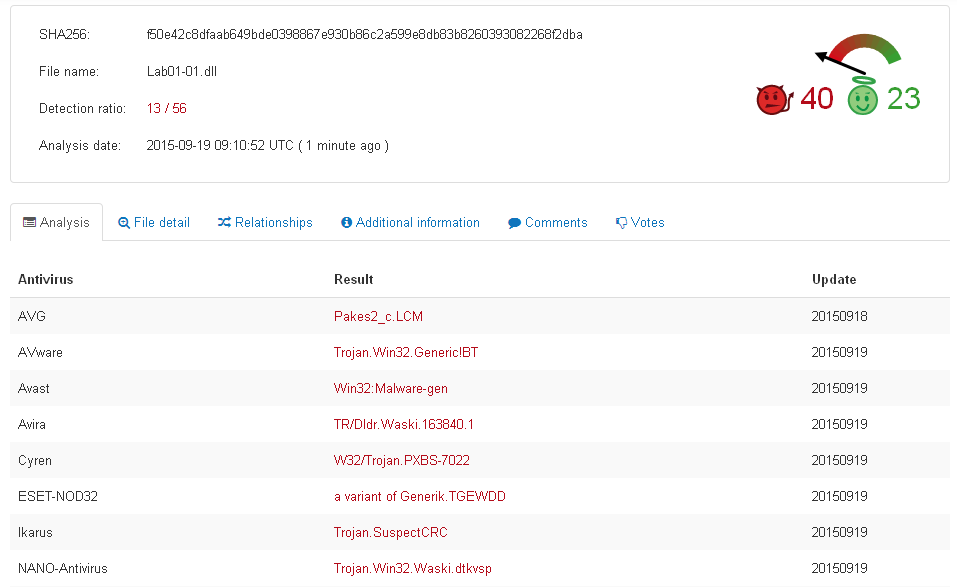 SHA256: f50e42c8dfaab649bde0398867e930b86c2a599e8db83b8260393082268f2dba
File name: Lab01-01.dll
Detection ratio: 13 / 56
40 23
Analysis date: 2015-09-19 09:10:52 UTC ( 1 minute ago )
Analysis File detail Relationships Additional information Comments Votes
Antivirus Result Update
AVG Pakes2_c.LCM 20150918
AVware Trojan.Win32.Generic!BT 20150919
Avast Win32:Malware-gen 20150919
Avira TR/Dldr.Waski.163840.1 20150919
Cyren W32/Trojan.PXBS-7022 20150919
ESET-NOD32 a variant of Generik.TGEWDD 20150919
Ikarus Trojan.SuspectCRC 20150919
NANO-Antivirus Trojan.Win32.Waski.dtkvsp 20150919